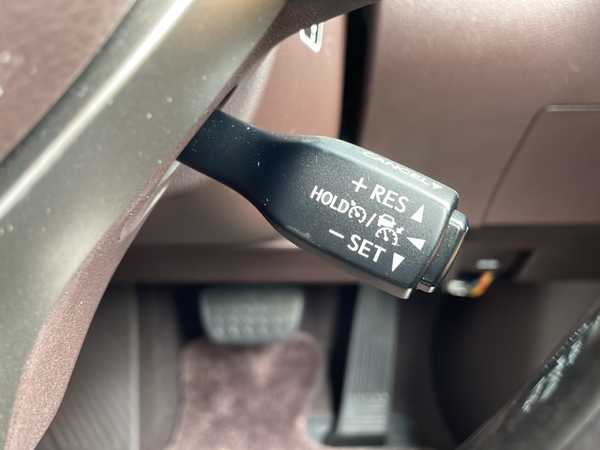 CANCEL
+ RES ▲
HOLD /
− SET ▼